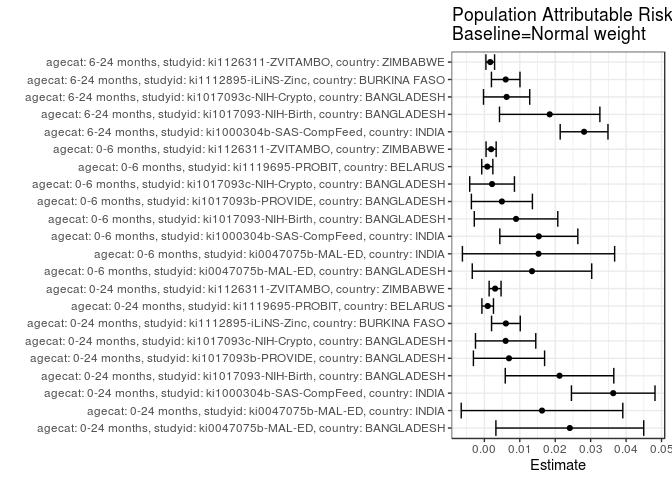 Population Attributable Risk
Baseline=Normal weight
agecat: 6-24 months, studyid: ki1126311-ZVITAMBO, country: ZIMBABWE
agecat: 6-24 months, studyid: ki1112895-iLiNS-Zinc, country: BURKINA FASO
agecat: 6-24 months, studyid: ki1017093c-NIH-Crypto, country: BANGLADESH
agecat: 6-24 months, studyid: ki1017093-NIH-Birth, country: BANGLADESH
agecat: 6-24 months, studyid: ki1000304b-SAS-CompFeed, country: INDIA
agecat: 0-6 months, studyid: ki1126311-ZVITAMBO, country: ZIMBABWE
agecat: 0-6 months, studyid: ki1119695-PROBIT, country: BELARUS
agecat: 0-6 months, studyid: ki1017093c-NIH-Crypto, country: BANGLADESH
agecat: 0-6 months, studyid: ki1017093b-PROVIDE, country: BANGLADESH
agecat: 0-6 months, studyid: ki1017093-NIH-Birth, country: BANGLADESH
agecat: 0-6 months, studyid: ki1000304b-SAS-CompFeed, country: INDIA
agecat: 0-6 months, studyid: ki0047075b-MAL-ED, country: INDIA
agecat: 0-6 months, studyid: ki0047075b-MAL-ED, country: BANGLADESH
agecat: 0-24 months, studyid: ki1126311-ZVITAMBO, country: ZIMBABWE
agecat: 0-24 months, studyid: ki1119695-PROBIT, country: BELARUS
agecat: 0-24 months, studyid: ki1112895-iLiNS-Zinc, country: BURKINA FASO
agecat: 0-24 months, studyid: ki1017093c-NIH-Crypto, country: BANGLADESH
agecat: 0-24 months, studyid: ki1017093b-PROVIDE, country: BANGLADESH
agecat: 0-24 months, studyid: ki1017093-NIH-Birth, country: BANGLADESH
agecat: 0-24 months, studyid: ki1000304b-SAS-CompFeed, country: INDIA
agecat: 0-24 months, studyid: ki0047075b-MAL-ED, country: INDIA
agecat: 0-24 months, studyid: ki0047075b-MAL-ED, country: BANGLADESH
0.00 0.01 0.02 0.03 0.04 0.05
Estimate